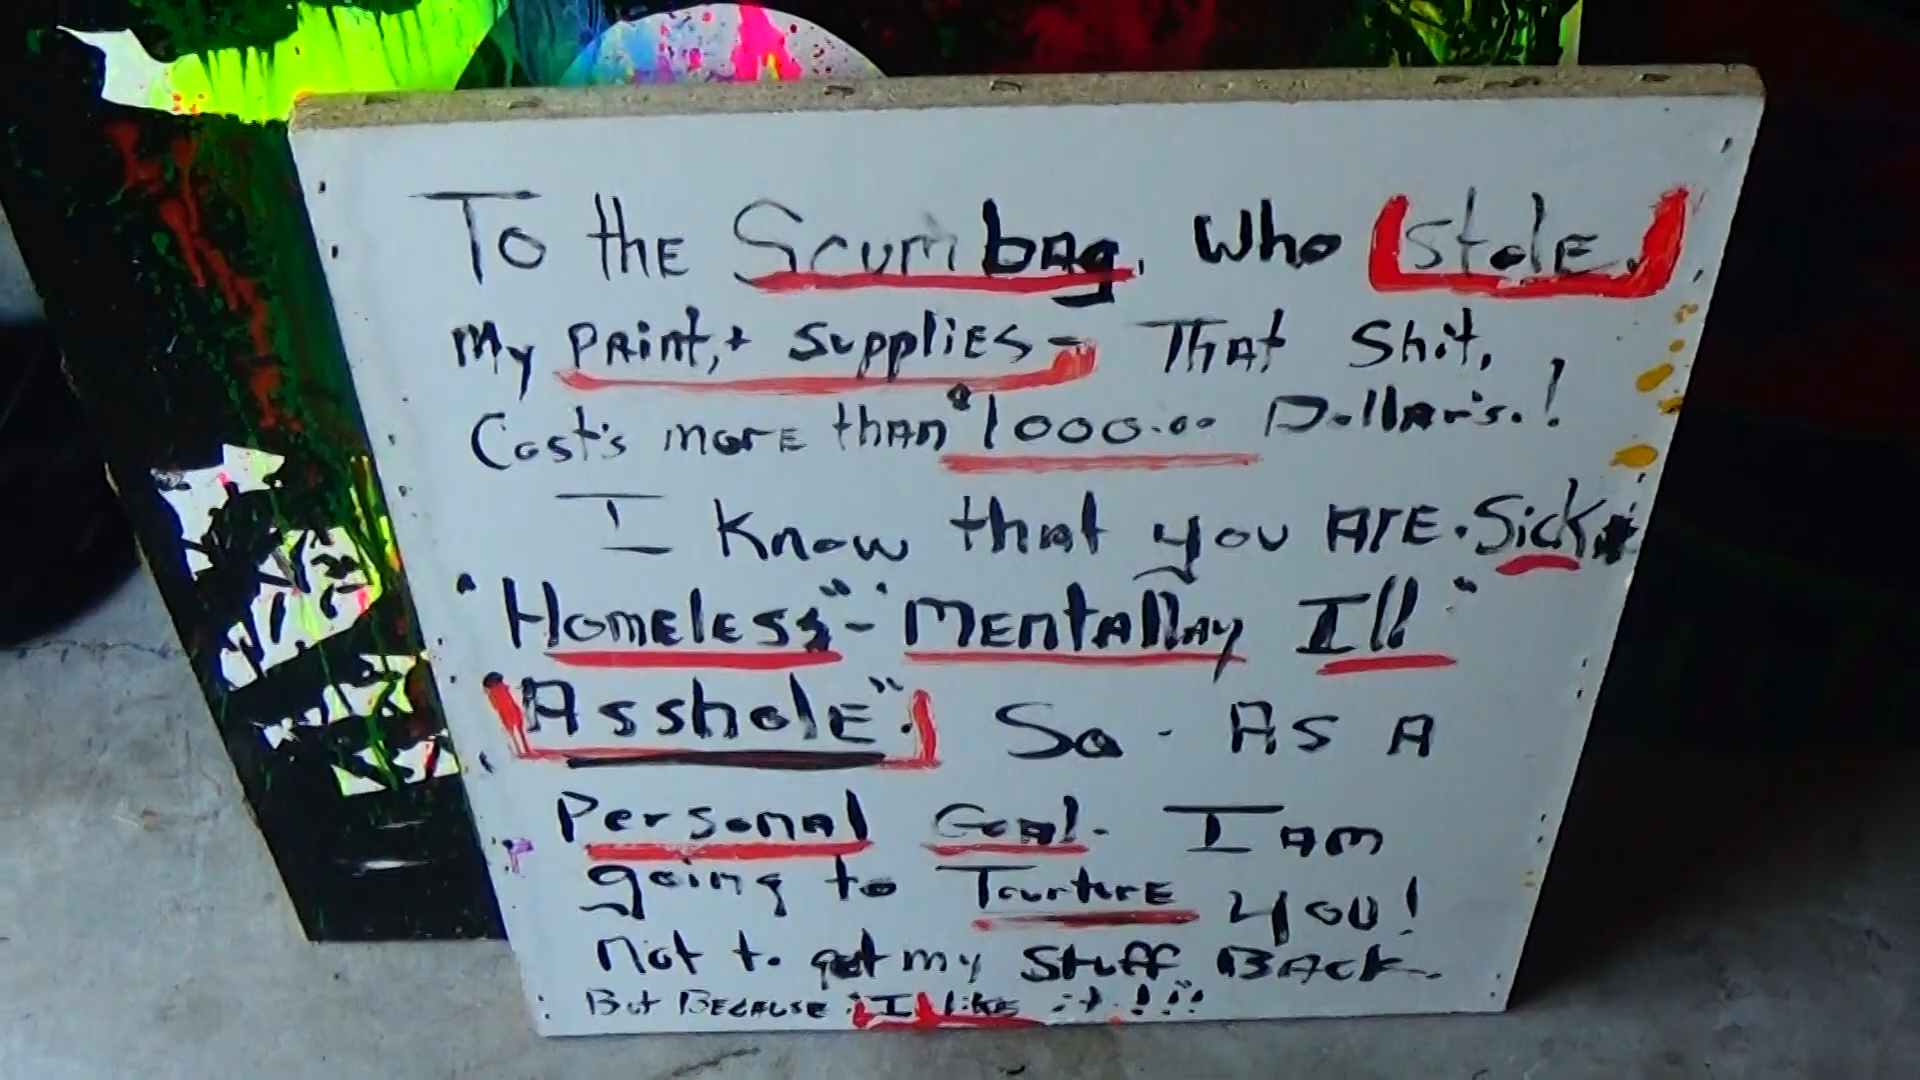 To the Scumbag, Who Stole.
My Paint,+ Supplies- That Shit,
Cost's more than $1000.00 Dollar's.!
I Know that you ARE. Sick
"Homeless"-"Mentallay Ill"
"Asshole". So - As A
Personal Goal. I Am
going to Tourture you!
Not to get my Stuff BACK.
But BECAUSE I like it!!!